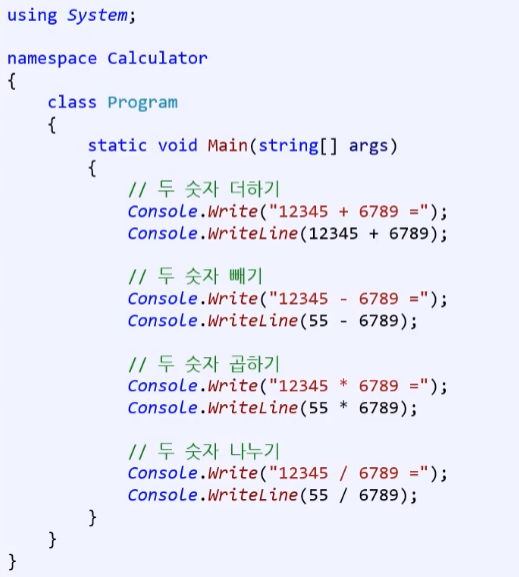 using System;

namespace Calculator
{
    class Program
    {
        static void Main(string[] args)
        {
            // 두 숫자 더하기
            Console.Write("12345 + 6789 =");
            Console.WriteLine(12345 + 6789);

            // 두 숫자 빼기
            Console.Write("12345 - 6789 =");
            Console.WriteLine(55 - 6789);

            // 두 숫자 곱하기
            Console.Write("12345 * 6789 =");
            Console.WriteLine(55 * 6789);

            // 두 숫자 나누기
            Console.Write("12345 / 6789 =");
            Console.WriteLine(55 / 6789);
        }
    }
}